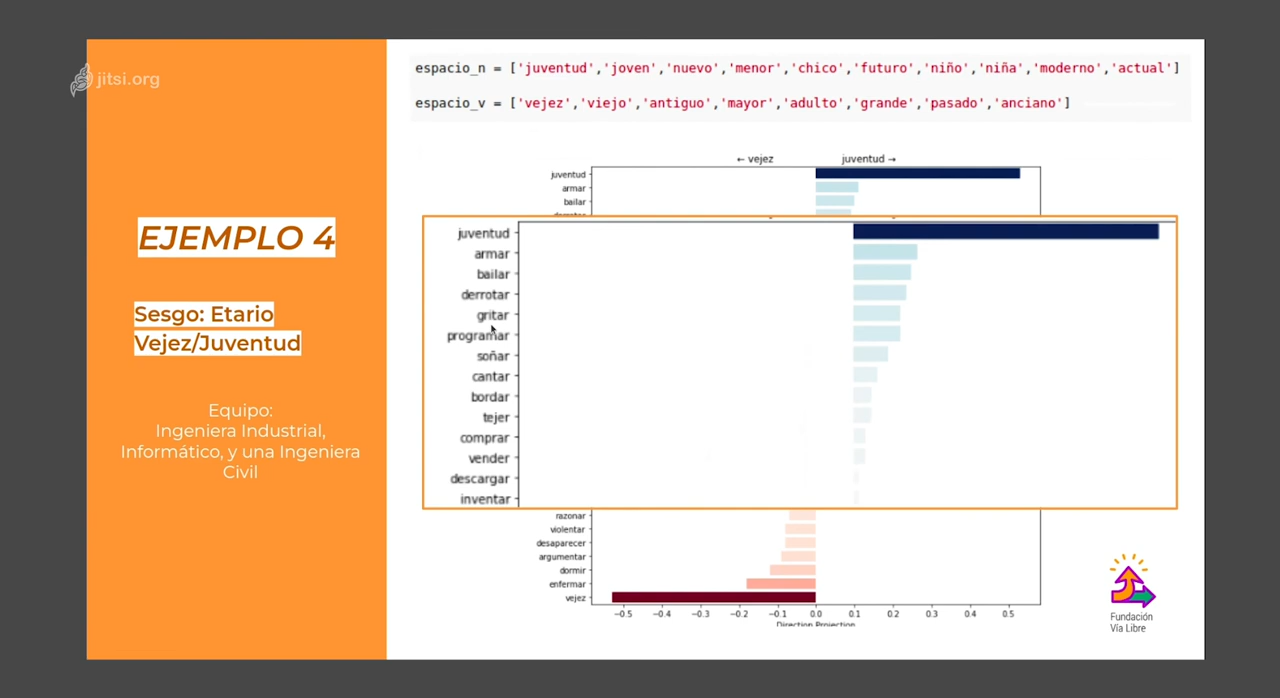 jitsi.org
EJEMPLO 4
Sesgo: Etario
Vejez/Juventud
Equipo:
Ingeniera Industrial,
Informático, y una Ingeniera
Civil
espacio_n = ['juventud','joven','nuevo','menor','chico','futuro','niño','niña','moderno','actual']
espacio_v = ['vejez','viejo','antiguo','mayor','adulto','grande','pasado','anciano']
← vejez juventud →
juventud
armar
bailar
juventud
armar
bailar
derrotar
gritar
programar
soñar
cantar
bordar
tejer
comprar
vender
descargar
inventar
razonar
violentar
desaparecer
argumentar
dormir
enfermar
vejez
−0.5 −0.4 −0.3 −0.2 −0.1 0.0 0.1 0.2 0.3 0.4 0.5
Direction Projection
Fundación
Vía Libre